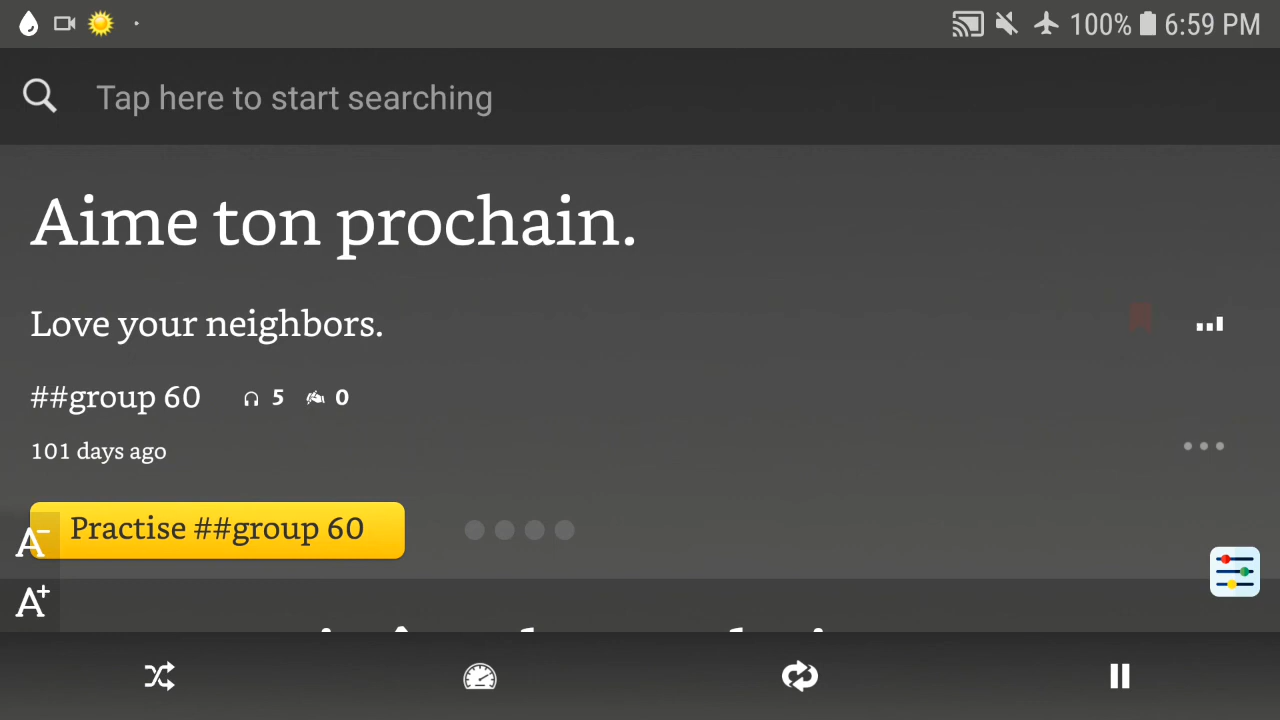 100% 6:59 PM
Tap here to start searching
Aime ton prochain.
Love your neighbors.
##group 60 5 0
101 days ago
Practise ##group 60
A-
A+